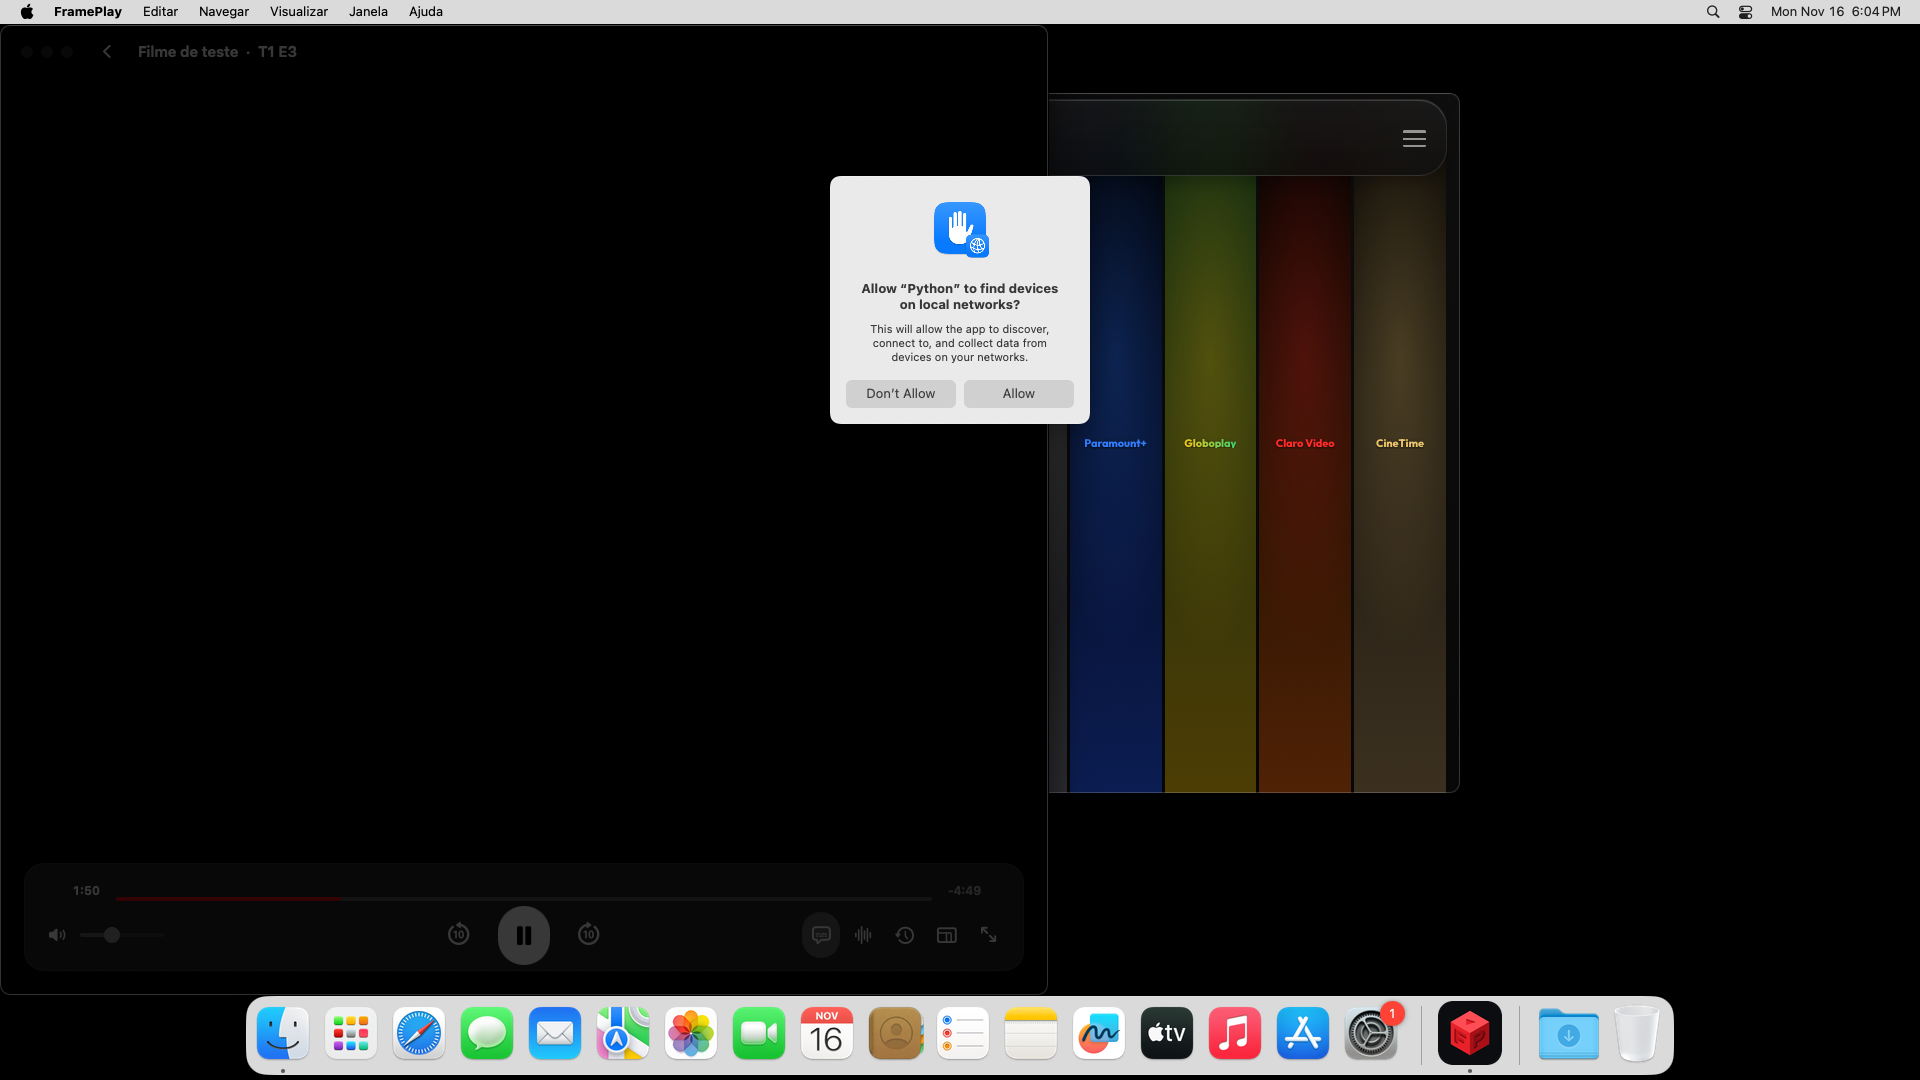 FramePlay Editar Navegar Visualizar Janela Ajuda
Mon Nov 16 6:04 PM
Filme de teste · T1 E3
Allow “Python” to find devices
on local networks?
This will allow the app to discover,
connect to, and collect data from
devices on your networks.
Don’t Allow Allow
Paramount+ Globoplay Claro Video CineTime
1:50 -4:49
10 10
NOV
16
tv
1